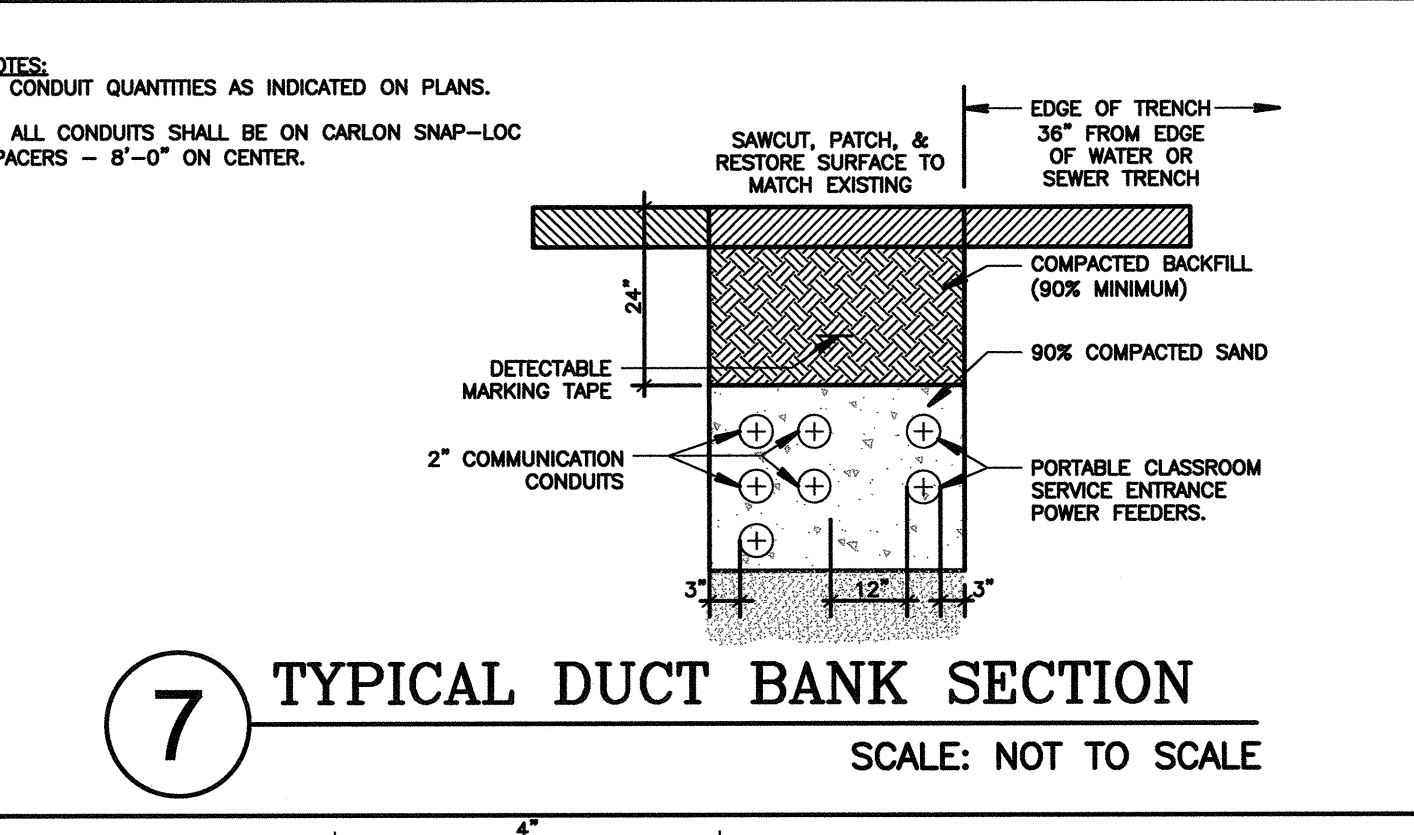 OTES:
CONDUIT QUANTITIES AS INDICATED ON PLANS.
ALL CONDUITS SHALL BE ON CARLON SNAP-LOC
PACERS - 8'-0" ON CENTER.
SAWCUT, PATCH, &
RESTORE SURFACE TO
MATCH EXISTING
EDGE OF TRENCH
36" FROM EDGE
OF WATER OR
SEWER TRENCH
24"
COMPACTED BACKFILL
(90% MINIMUM)
DETECTABLE
MARKING TAPE
90% COMPACTED SAND
2" COMMUNICATION
CONDUITS
PORTABLE CLASSROOM
SERVICE ENTRANCE
POWER FEEDERS.
3"
12"
3"
7
TYPICAL DUCT BANK SECTION
SCALE: NOT TO SCALE
4"